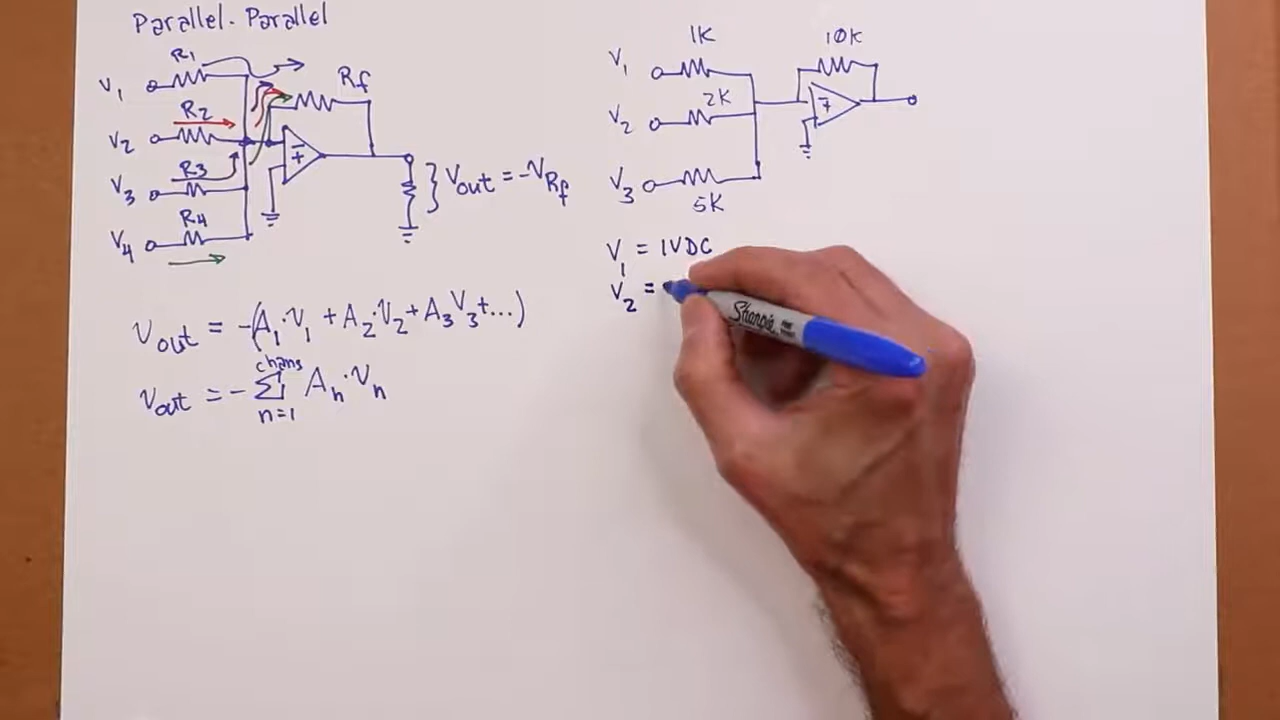 Parallel-Parallel
R1
Rf
V1
R2
V2
R3
V3
R4
V4
- +
Vout = -VRf
Vout = -(A1·V1 + A2·V2 + A3V3+...)
chans
Vout = - Σ An·Vn
n=1
1K
10K
V1
2K
V2
- +
V3
5K
V1 = 1VDC
V2 =
Sharpie